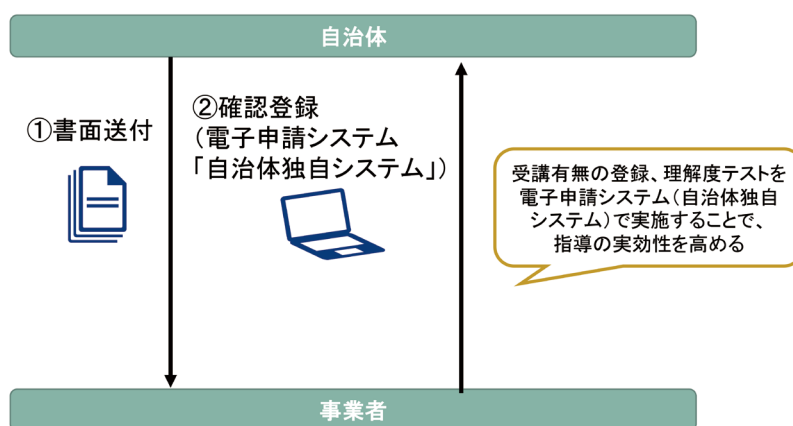 自治体
①書面送付
②確認登録
（電子申請システム
「自治体独自システム」）
受講有無の登録、理解度テストを
電子申請システム（自治体独自
システム）で実施することで、
指導の実効性を高める
事業者